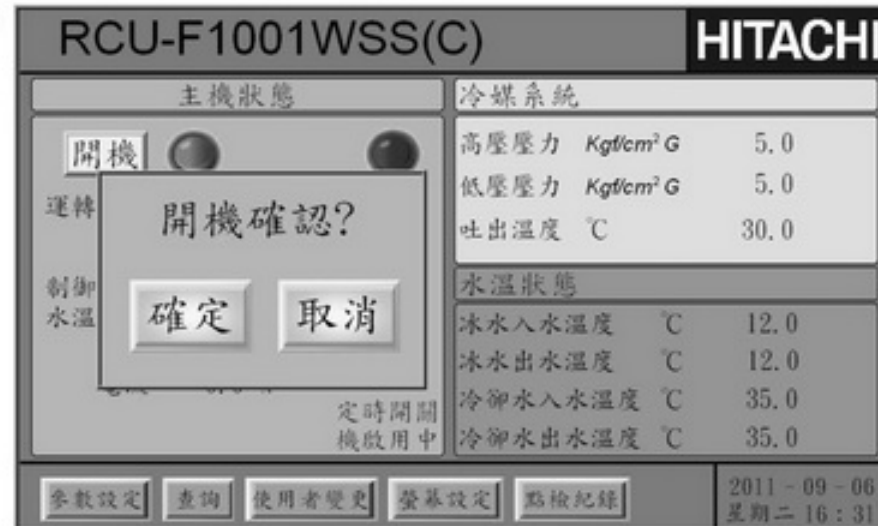 RCU-F1001WSS(C)
HITACHI
主機狀態
開機
運轉
制御
水溫
開機確認?
確定
取消
定時開關
機啟用中
冷媒系統
高壓壓力 Kgf/cm² G 5.0
低壓壓力 Kgf/cm² G 5.0
吐出溫度 ℃ 30.0
水溫狀態
冰水入水溫度 ℃ 12.0
冰水出水溫度 ℃ 12.0
冷卻水入水溫度 ℃ 35.0
冷卻水出水溫度 ℃ 35.0
參數設定
查詢
使用者變更
螢幕設定
點檢紀錄
2011-09-06
星期二 16:31